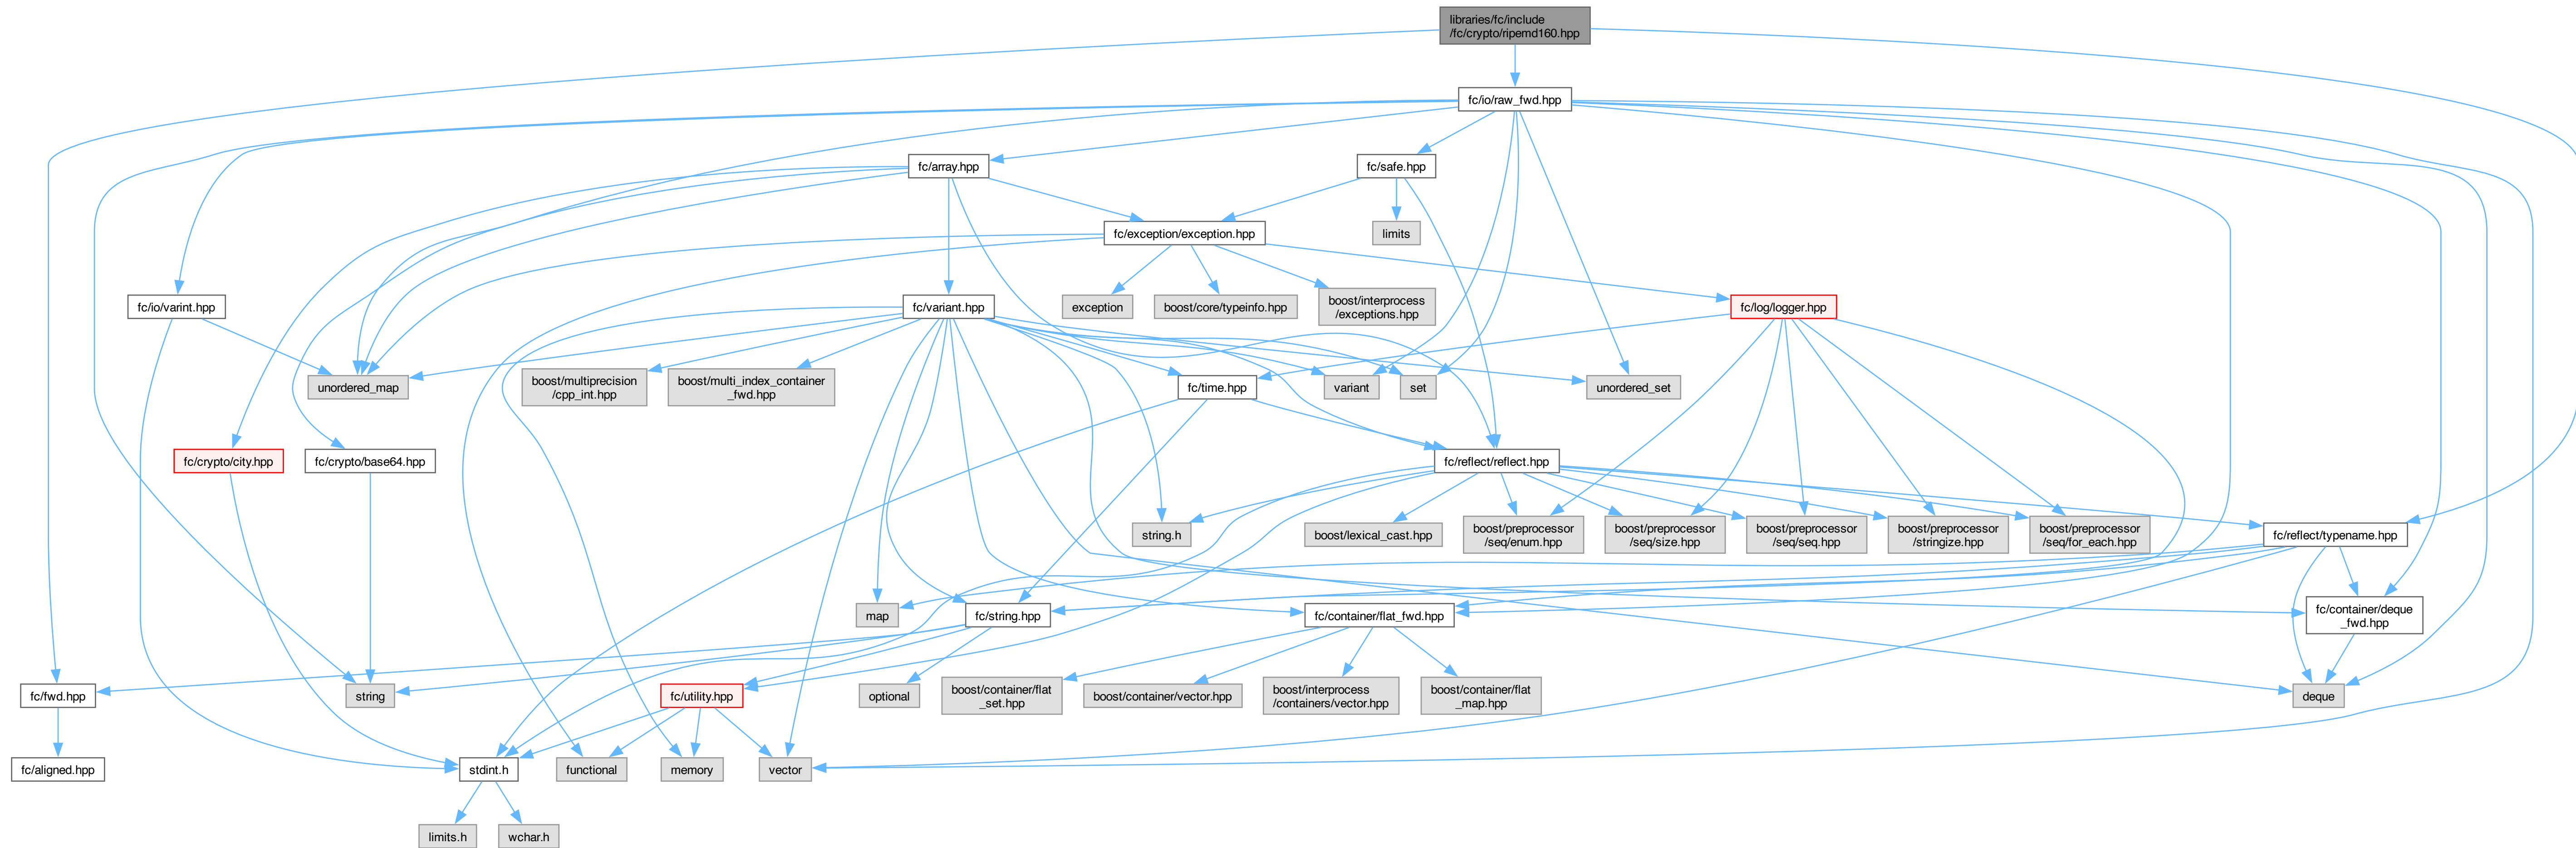 libraries/fc/include
/fc/crypto/ripemd160.hpp
fc/io/raw_fwd.hpp
fc/array.hpp
fc/safe.hpp
fc/exception/exception.hpp
limits
fc/io/varint.hpp
fc/variant.hpp
exception
boost/core/typeinfo.hpp
boost/interprocess
/exceptions.hpp
fc/log/logger.hpp
unordered_map
boost/multiprecision
/cpp_int.hpp
boost/multi_index_container
_fwd.hpp
fc/time.hpp
variant
set
unordered_set
fc/crypto/city.hpp
fc/crypto/base64.hpp
fc/reflect/reflect.hpp
string.h
boost/lexical_cast.hpp
boost/preprocessor
/seq/enum.hpp
boost/preprocessor
/seq/size.hpp
boost/preprocessor
/seq/seq.hpp
boost/preprocessor
/stringize.hpp
boost/preprocessor
/seq/for_each.hpp
fc/reflect/typename.hpp
map
fc/string.hpp
fc/container/flat_fwd.hpp
fc/container/deque
_fwd.hpp
fc/fwd.hpp
string
fc/utility.hpp
optional
boost/container/flat
_set.hpp
boost/container/vector.hpp
boost/interprocess
/containers/vector.hpp
boost/container/flat
_map.hpp
deque
fc/aligned.hpp
stdint.h
functional
memory
vector
limits.h
wchar.h